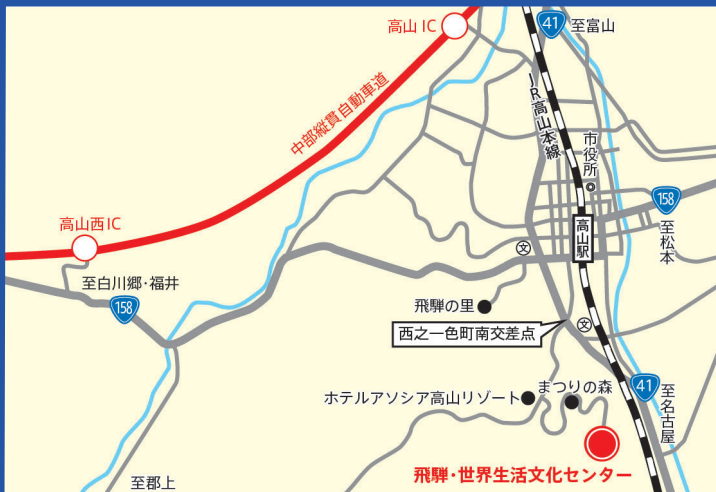 高山 IC
41
至富山
中部縦貫自動車道
JR高山本線
市役所
158
至松本
高山西IC
高山駅
文
至白川郷・福井
158
飛騨の里
文
西之一色町南交差点
41
至名古屋
まつりの森
ホテルアソシア高山リゾート
飛騨・世界生活文化センター
至郡上